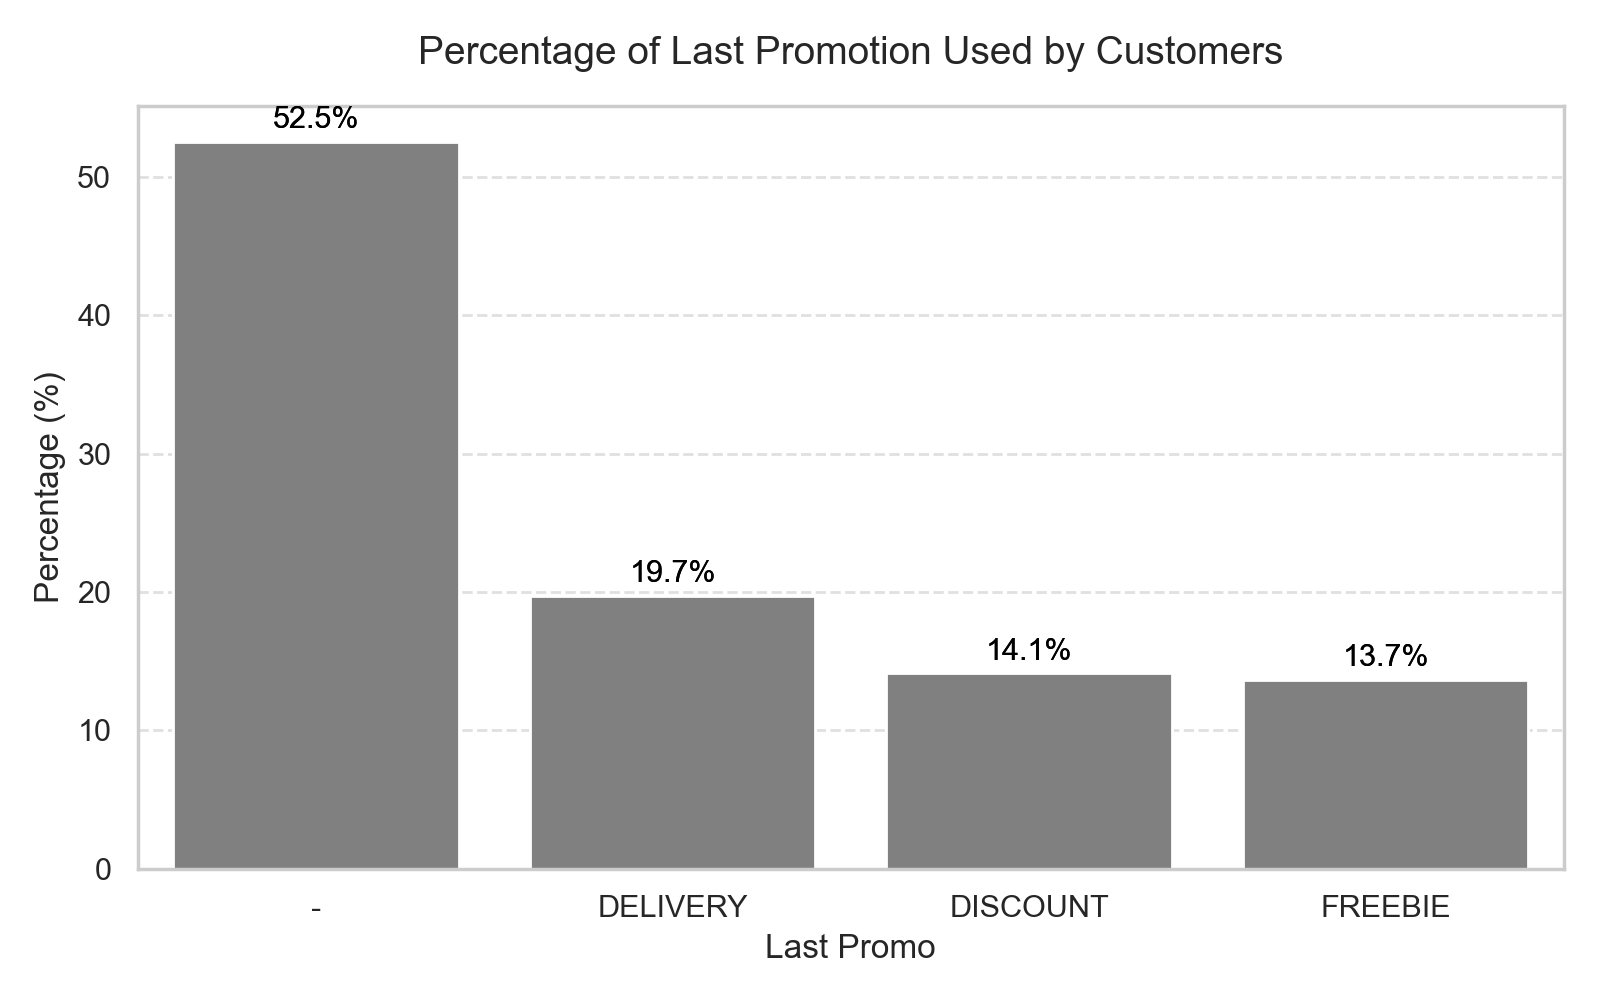 Percentage of Last Promotion Used by Customers
52.5%
50
40
30
19.7%
20
14.1%
13.7%
10
0
Percentage (%)
-
DELIVERY
DISCOUNT
FREEBIE
Last Promo